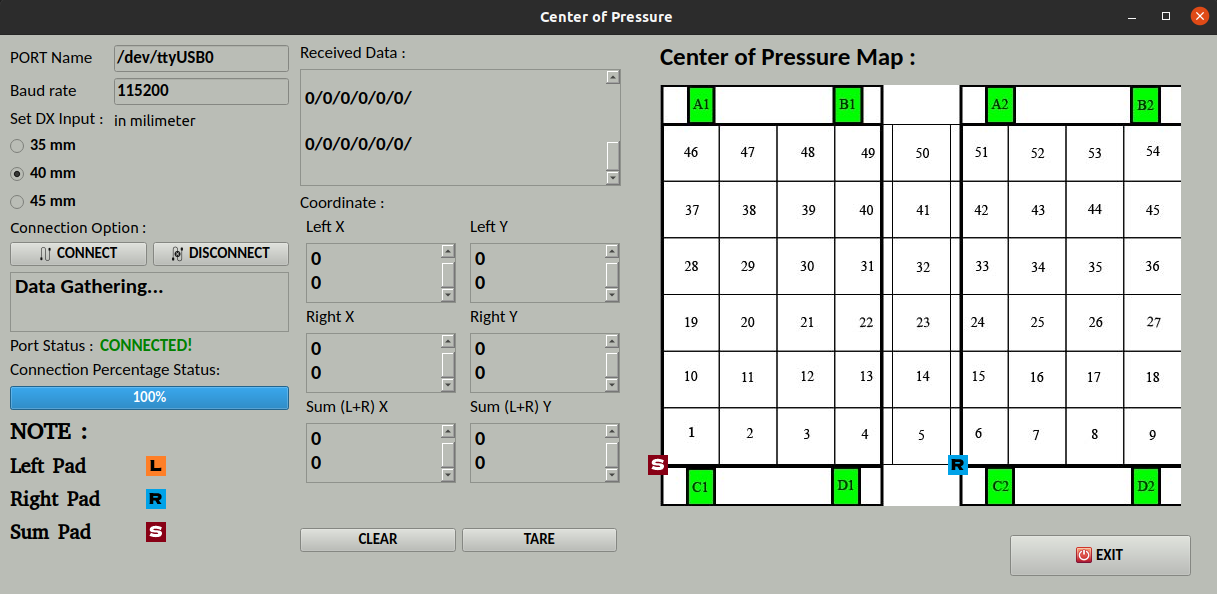 Center of Pressure
PORT Name /dev/ttyUSB0
Baud rate 115200
Set DX Input : in milimeter
35 mm
40 mm
45 mm
Connection Option :
CONNECT DISCONNECT
Data Gathering...
Port Status : CONNECTED!
Connection Percentage Status:
100%
NOTE :
Left Pad L
Right Pad R
Sum Pad S
Received Data :
0/0/0/0/0/0/
0/0/0/0/0/0/
Coordinate :
Left X Left Y
0 0
0 0
Right X Right Y
0 0
0 0
Sum (L+R) X Sum (L+R) Y
0 0
0 0
CLEAR TARE
Center of Pressure Map :
A1 B1 A2 B2
46 47 48 49 50 51 52 53 54
37 38 39 40 41 42 43 44 45
28 29 30 31 32 33 34 35 36
19 20 21 22 23 24 25 26 27
10 11 12 13 14 15 16 17 18
1 2 3 4 5 6 7 8 9
S R
C1 D1 C2 D2
EXIT